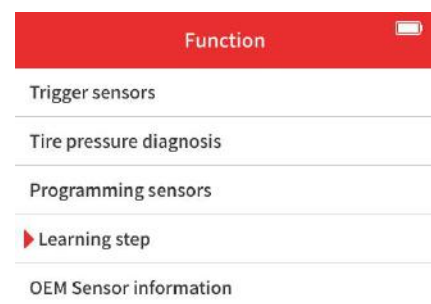 Function
Trigger sensors
Tire pressure diagnosis
Programming sensors
Learning step
OEM Sensor information